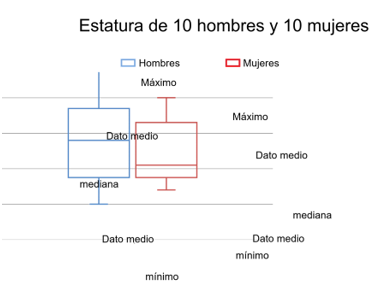 Estatura de 10 hombres y 10 mujeres
Hombres
Mujeres
Máximo
Máximo
Dato medio
Dato medio
mediana
mediana
Dato medio
Dato medio
mínimo
mínimo